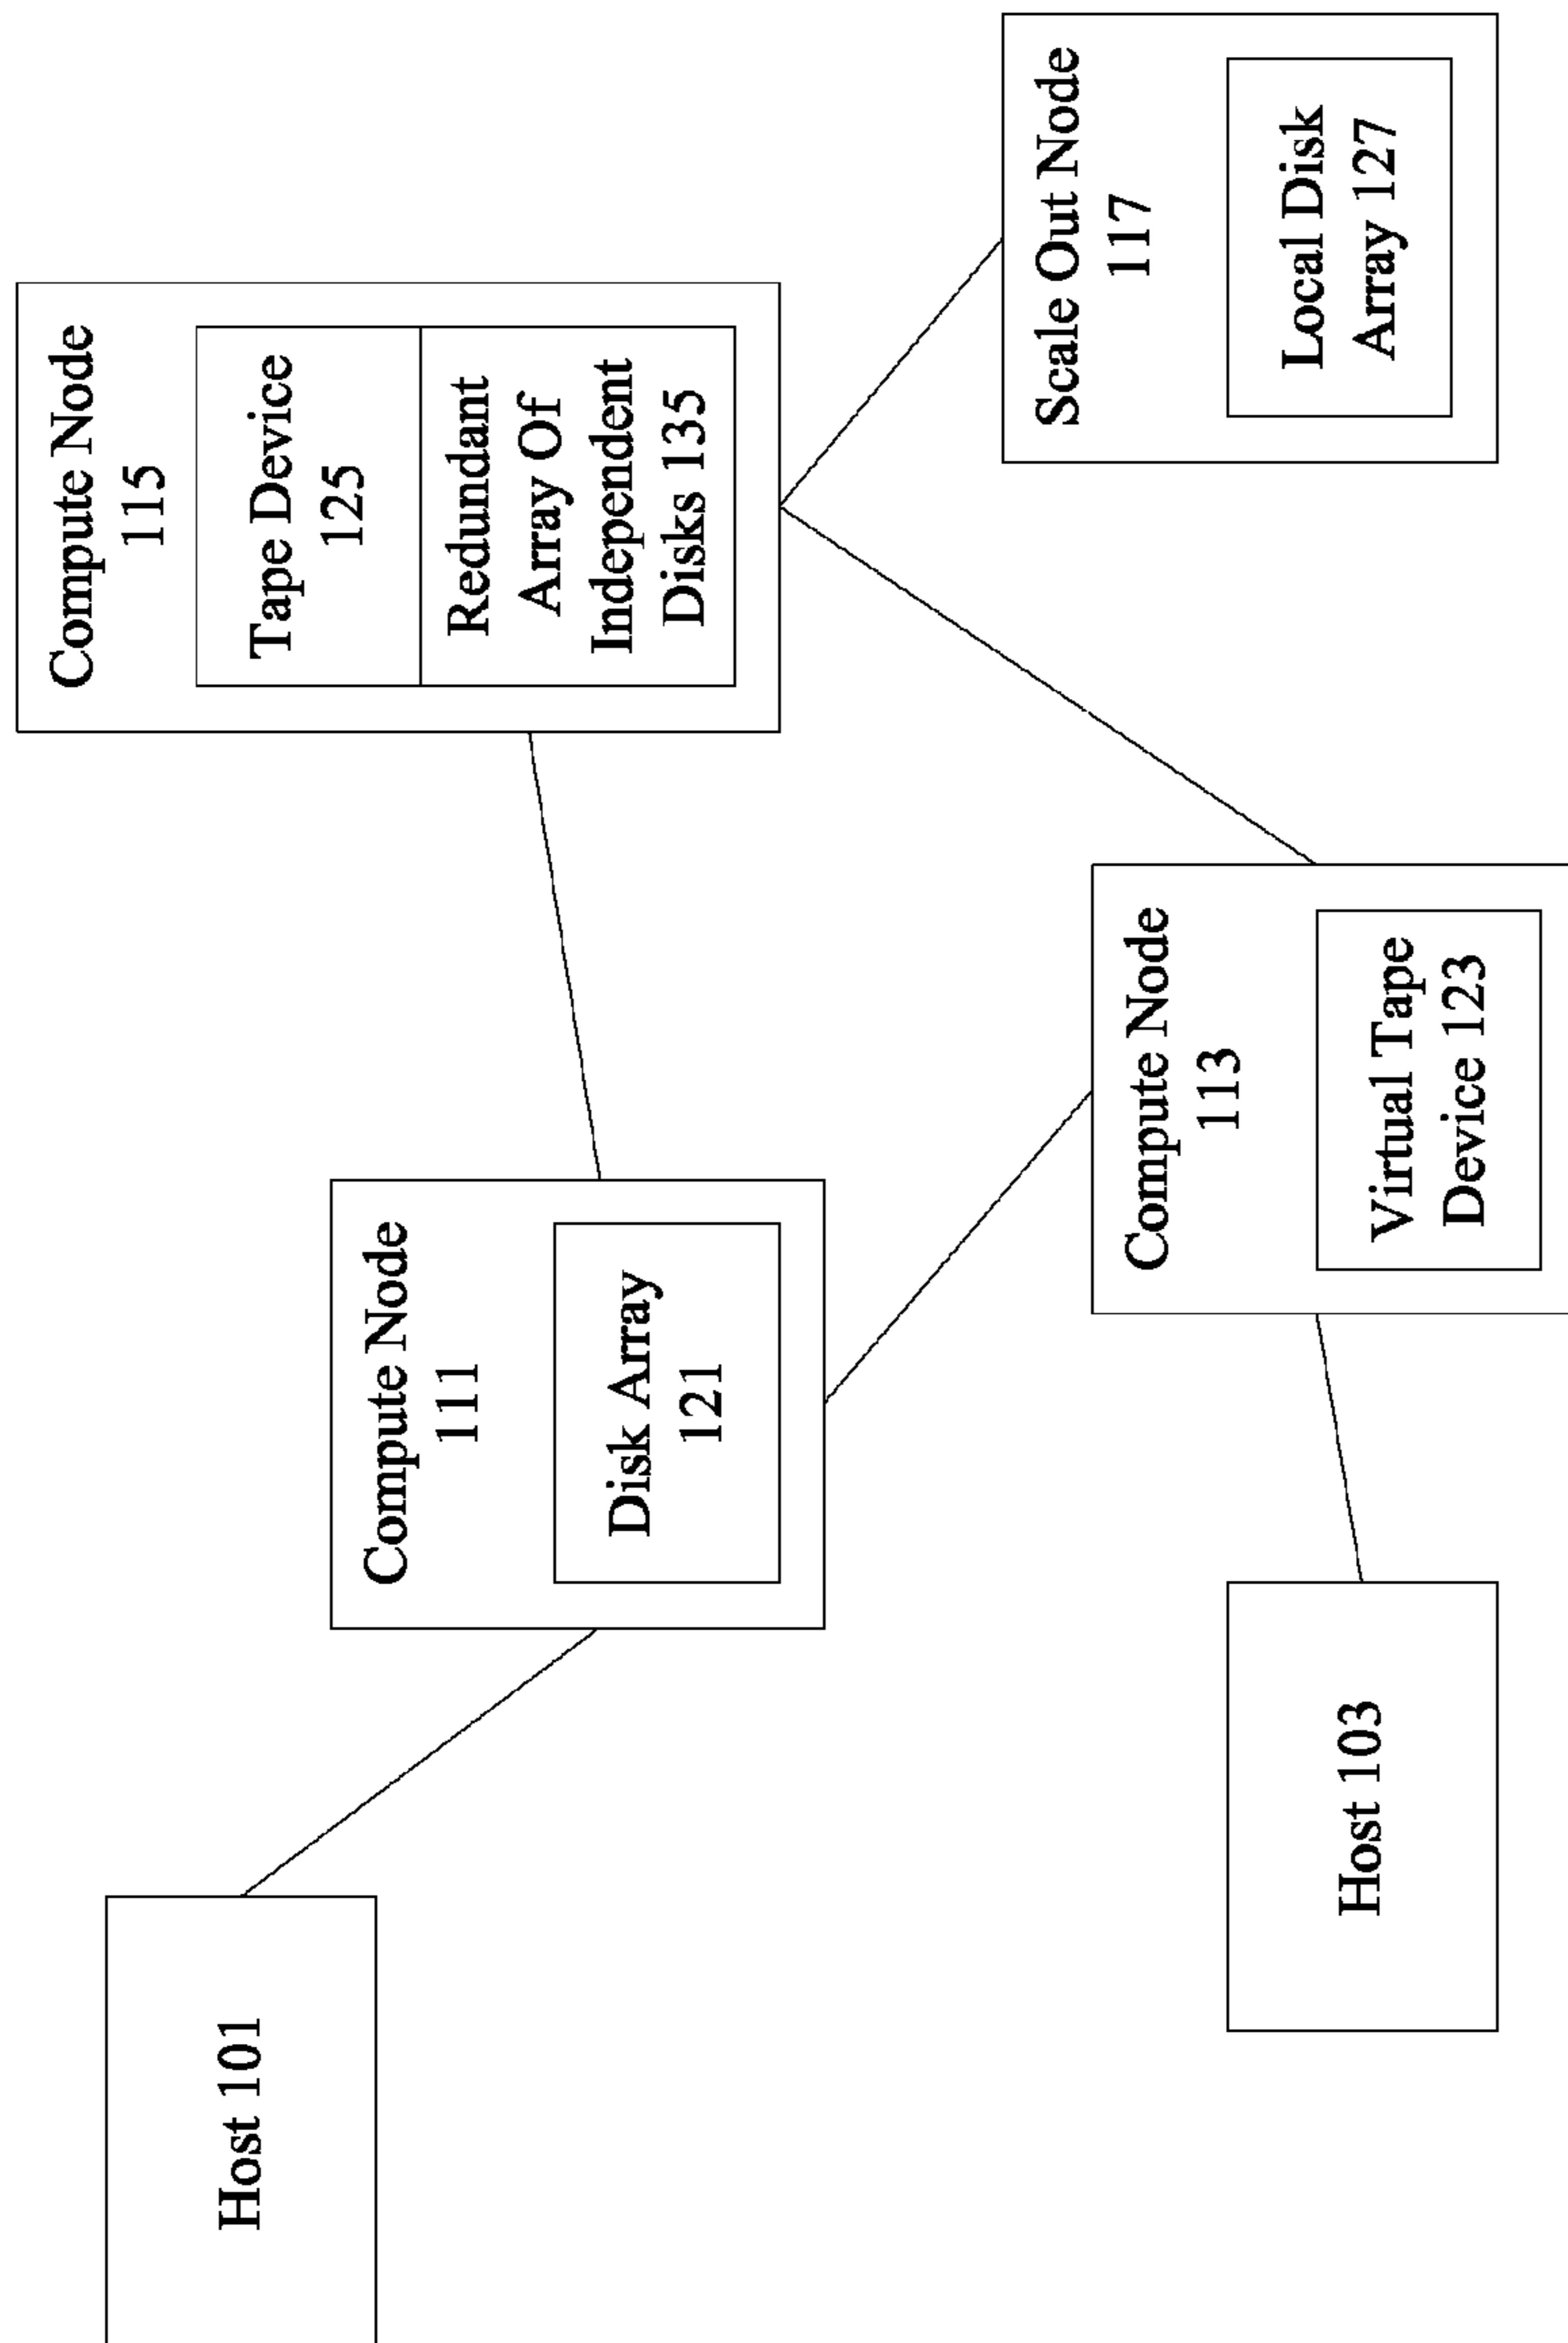 Host 101
Compute Node
111
Disk Array
121
Compute Node
115
Tape Device
125
Redundant
Array Of
Independent
Disks 135
Host 103
Compute Node
113
Virtual Tape
Device 123
Scale Out Node
117
Local Disk
Array 127